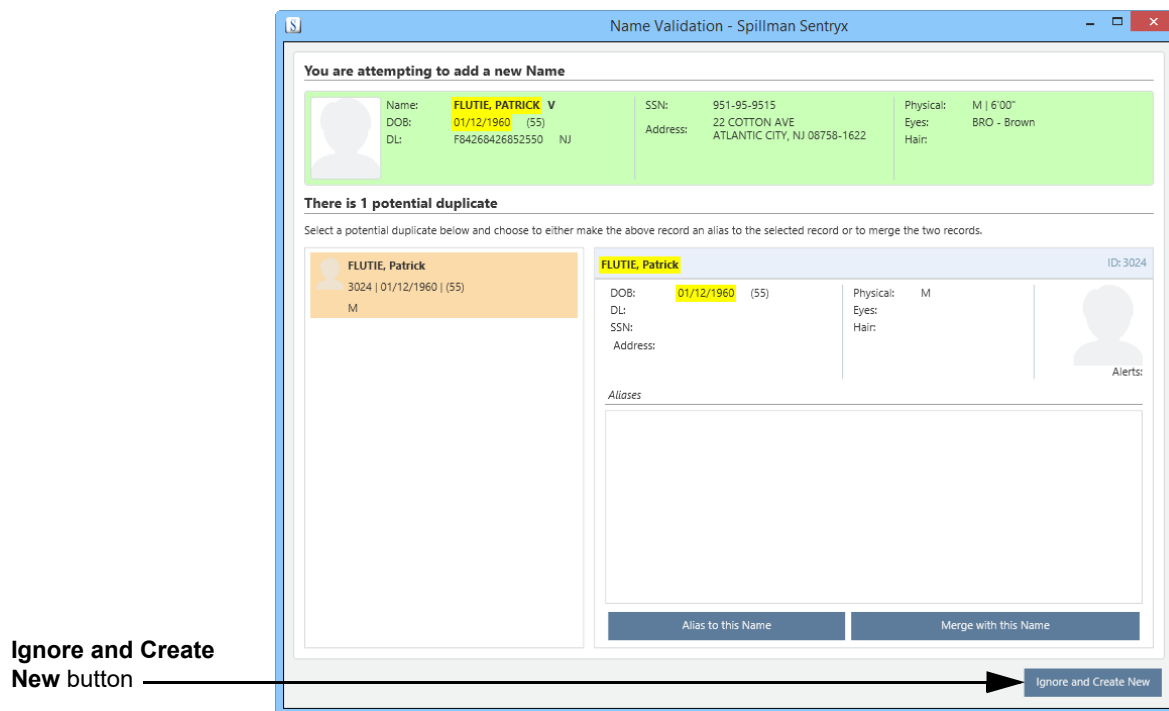 S
Name Validation - Spillman Sentryx
You are attempting to add a new Name
Name: FLUTIE, PATRICK V
DOB: 01/12/1960 (55)
DL: F84268426852550 NJ
SSN: 951-95-9515
Address: 22 COTTON AVE
ATLANTIC CITY, NJ 08758-1622
Physical: M | 6'00"
Eyes: BRO - Brown
Hair:
There is 1 potential duplicate
Select a potential duplicate below and choose to either make the above record an alias to the selected record or to merge the two records.
FLUTIE, Patrick
3024 | 01/12/1960 | (55)
M
FLUTIE, Patrick ID: 3024
DOB: 01/12/1960 (55)
DL:
SSN:
Address:
Physical: M
Eyes:
Hair:
Alerts:
Aliases
Alias to this Name
Merge with this Name
Ignore and Create
New button
Ignore and Create New